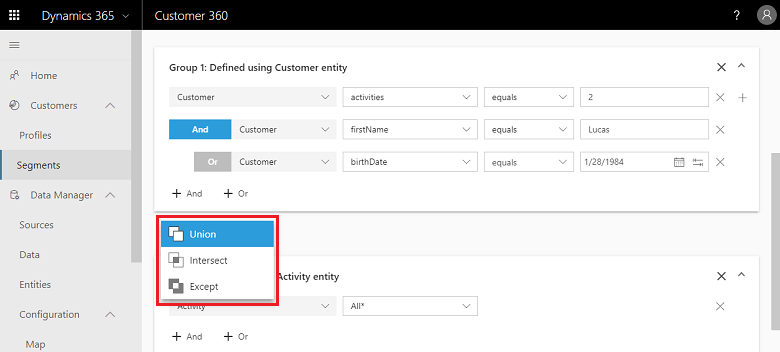 Dynamics 365 Customer 360 ?
Home
Customers
Profiles
Segments
Data Manager
Sources
Data
Entities
Configuration
Map
Group 1: Defined using Customer entity
Customer activities equals 2
And Customer firstName equals Lucas
Or Customer birthDate equals 1/28/1984
+ And + Or
Union
Intersect
Except
Activity entity
Activity All*
+ And + Or